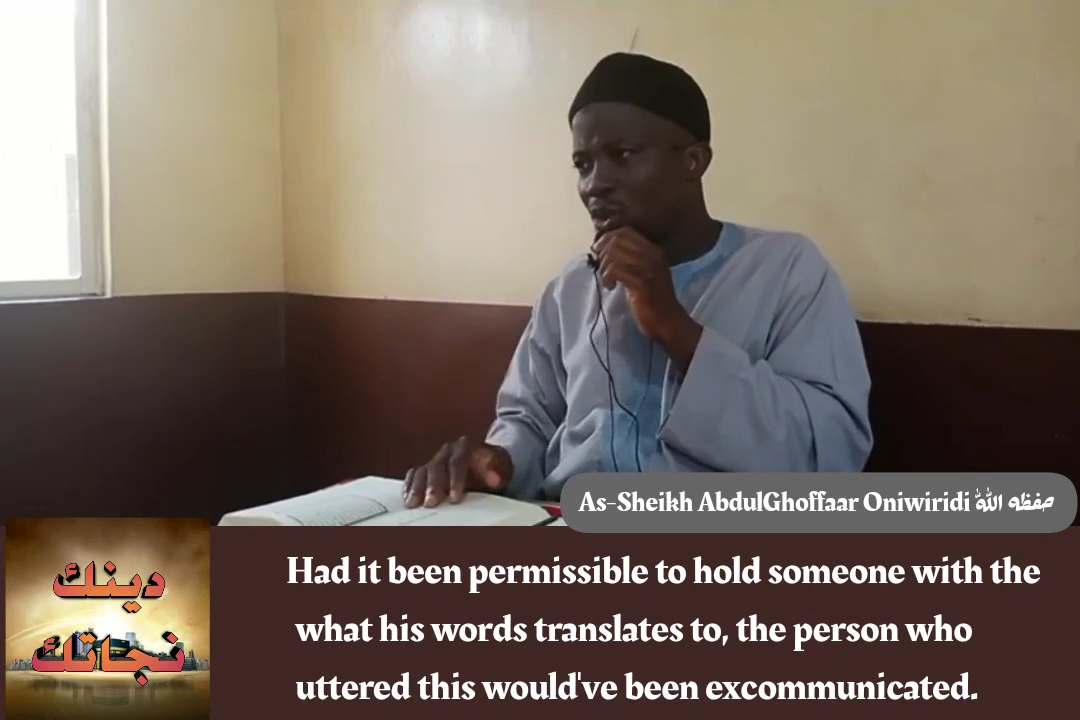 As-Sheikh AbdulGhoffaar Oniwiridi حفظه اللّٰه
Had it been permissible to hold someone with the
what his words translates to, the person who
uttered this would've been excommunicated.
دينك
نجاتك